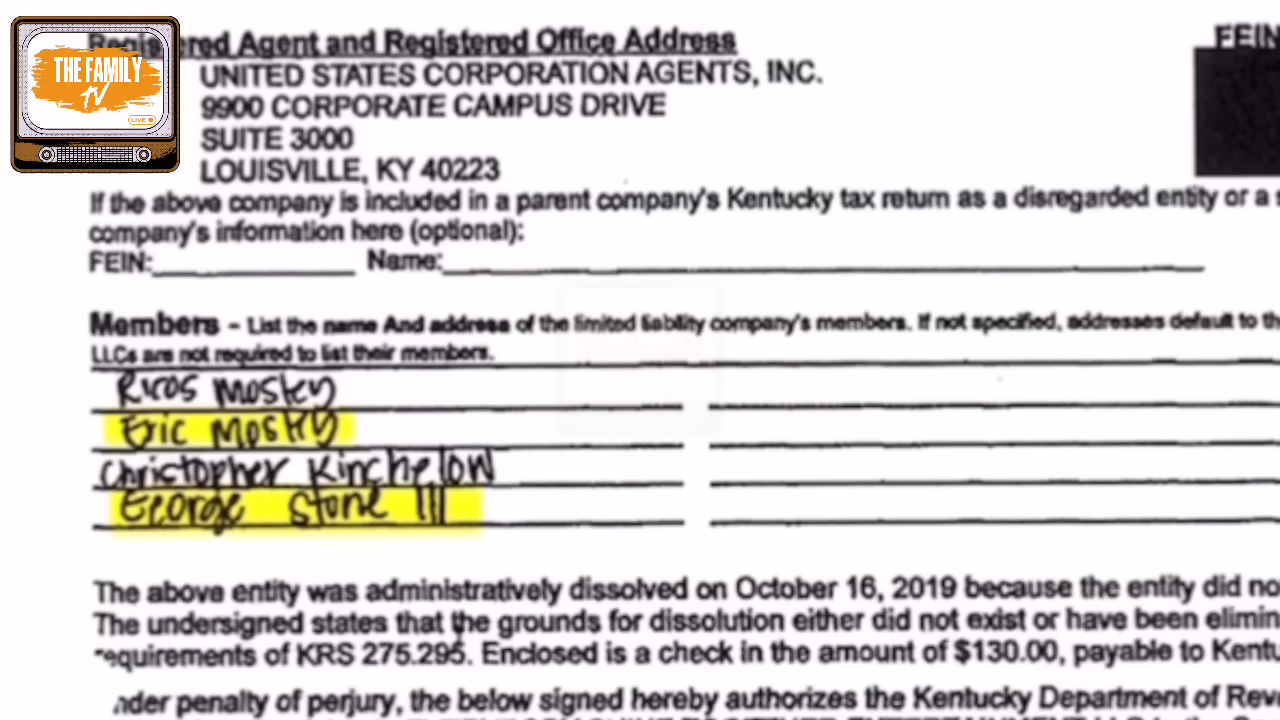 THE FAMILY
TV
LIVE
Registered Agent and Registered Office Address
FEIN
UNITED STATES CORPORATION AGENTS, INC.
9900 CORPORATE CAMPUS DRIVE
SUITE 3000
LOUISVILLE, KY 40223
If the above company is included in a parent company's Kentucky tax return as a disregarded entity or a s
company's information here (optional):
FEIN: Name:
Members - List the name And address of the limited liability company's members. If not specified, addresses default to th
LLCs are not required to list their members.
Ricos Mosley
Eric Mosley
Christopher Kinchelow
George Stone III
The above entity was administratively dissolved on October 16, 2019 because the entity did no
The undersigned states that the grounds for dissolution either did not exist or have been elimin
requirements of KRS 275.295. Enclosed is a check in the amount of $130.00, payable to Kentu
nder penalty of perjury, the below signed hereby authorizes the Kentucky Department of Reve